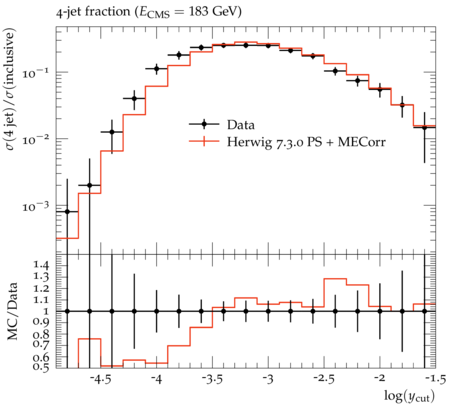 4-jet fraction (E_CMS = 183 GeV)
σ(4 jet)/σ(inclusive)
10⁻¹
10⁻²
10⁻³
Data
Herwig 7.3.0 PS + MECorr
MC/Data
1.4
1.3
1.2
1.1
1
0.9
0.8
0.7
0.6
0.5
-4.5 -4 -3.5 -3 -2.5 -2 -1.5
log(y_cut)